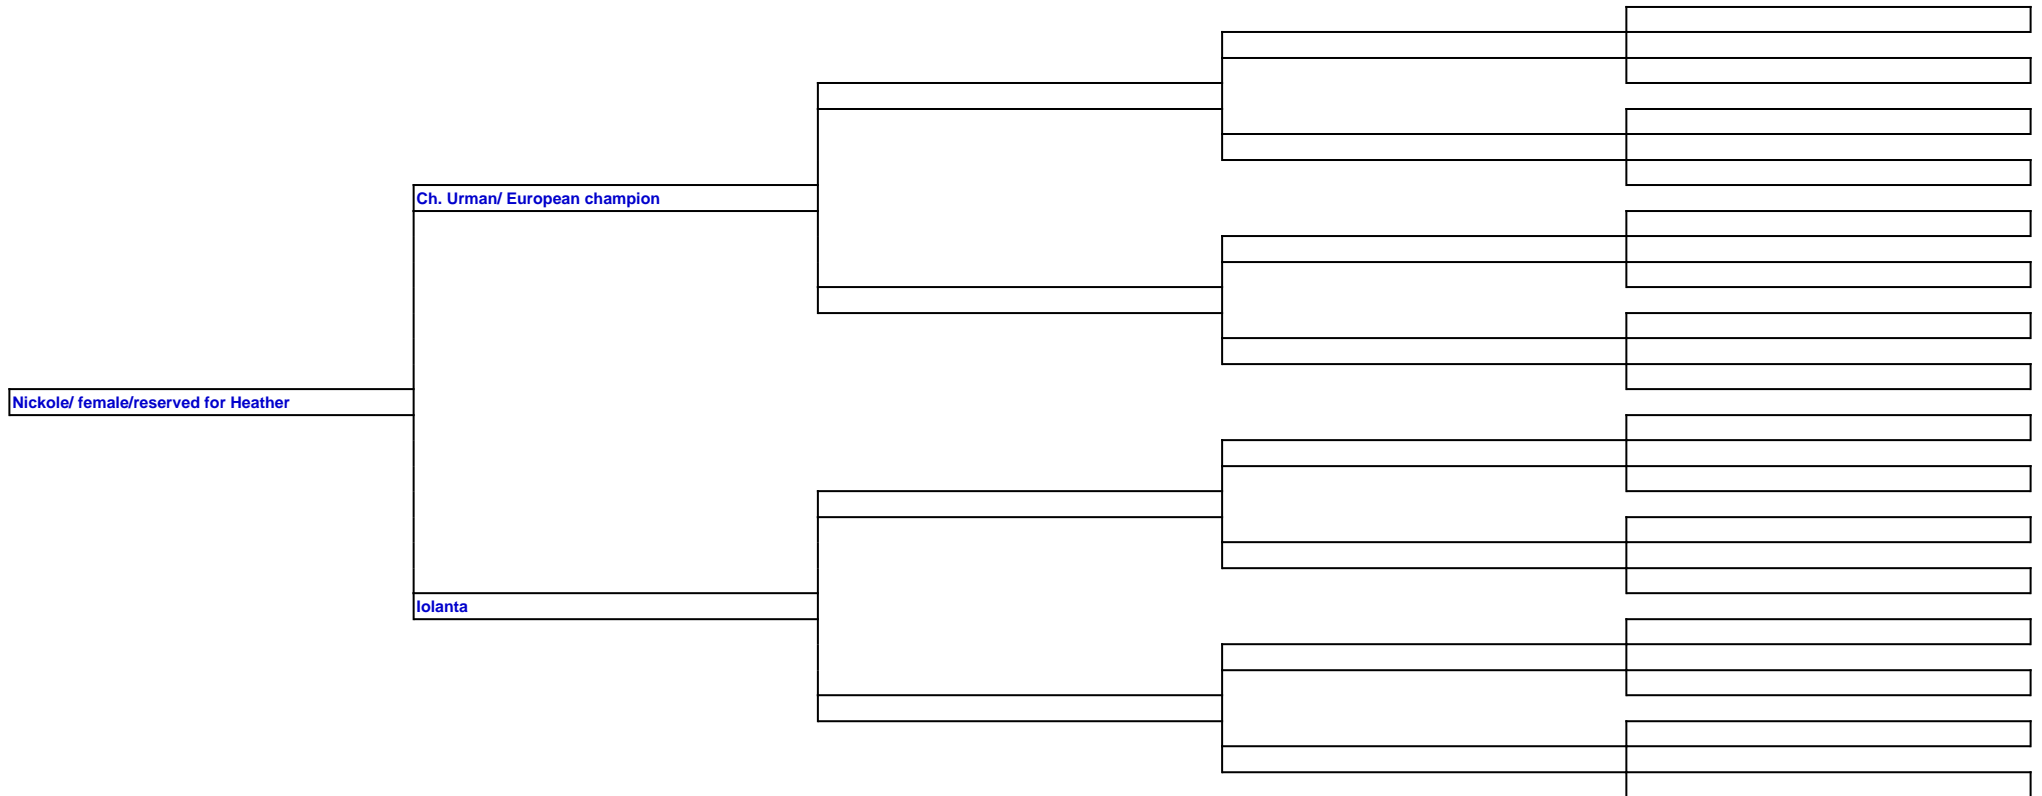 Ch. Urman/ European champion
Nickole/ female/reserved for Heather
Iolanta